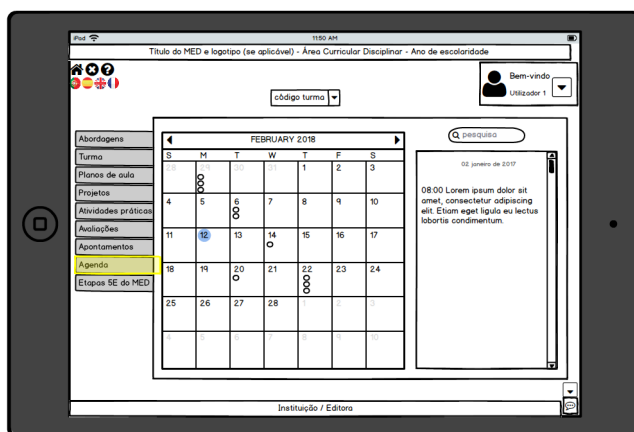 iPod 11:50 AM
Título do MED e logotipo (se aplicável) - Área Curricular Disciplinar - Ano de escolaridade
Bem-vindo
Utilizador 1
código turma
Abordagens
Turma
Planos de aula
Projetos
Atividades práticas
Avaliações
Apontamentos
Agenda
Etapas 5E do MED
FEBRUARY 2018
S M T W T F S
28 29 30 31 1 2 3
4 5 6 7 8 9 10
11 12 13 14 15 16 17
18 19 20 21 22 23 24
25 26 27 28 1 2 3
4 5 6 7 8 9 10
pesquisa
02 janeiro de 2017
08:00 Lorem ipsum dolor sit
amet, consectetur adipiscing
elit. Etiam eget ligula eu lectus
lobortis condimentum.
Instituição / Editora